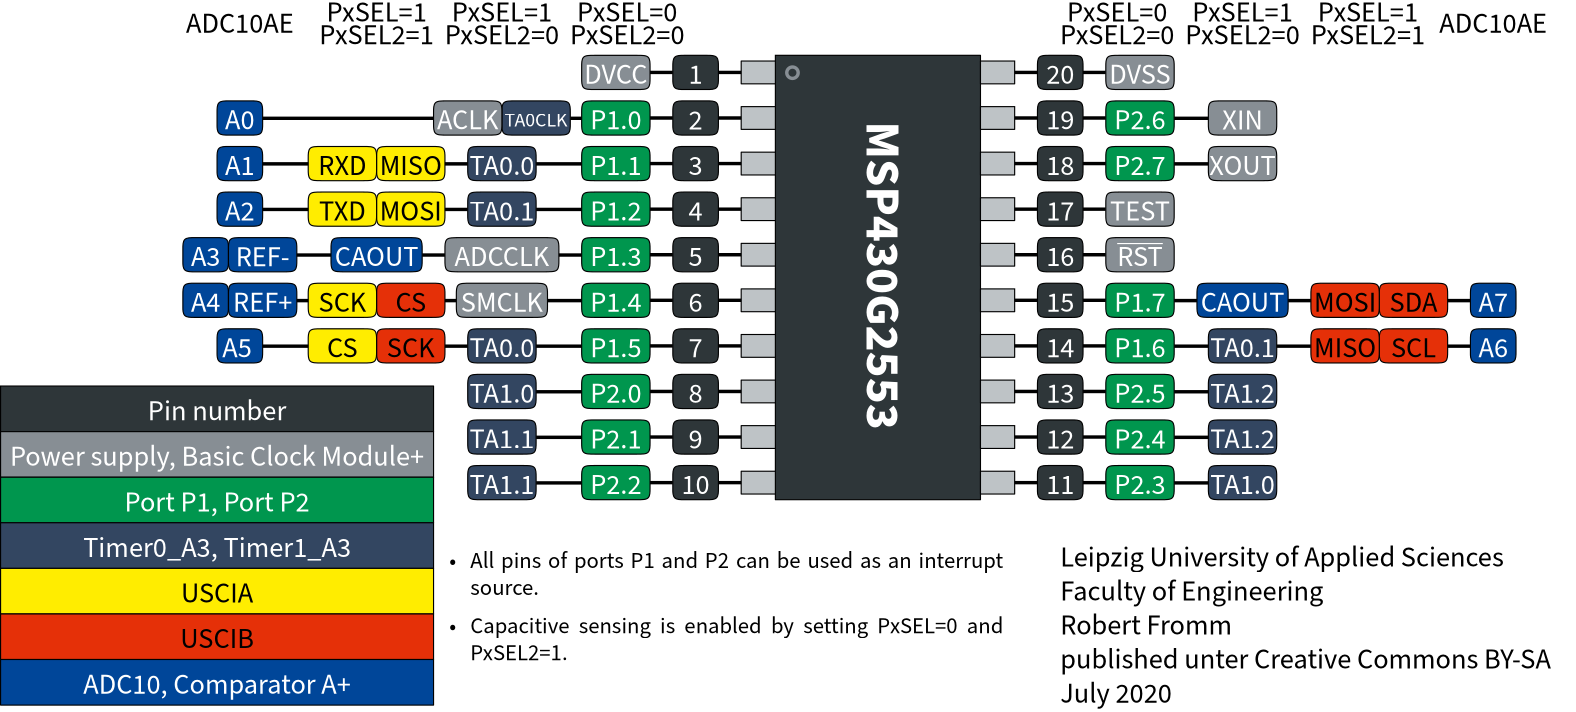 ADC10AE PxSEL=1 PxSEL=1 PxSEL=0 PxSEL=0 PxSEL=1 PxSEL=1 ADC10AE
PxSEL2=1 PxSEL2=0 PxSEL2=0 PxSEL2=0 PxSEL2=0 PxSEL2=1
DVCC 1 20 DVSS
A0 ACLK TA0CLK P1.0 2 19 P2.6 XIN
A1 RXD MISO TA0.0 P1.1 3 18 P2.7 XOUT
A2 TXD MOSI TA0.1 P1.2 4 17 TEST
A3 REF- CAOUT ADCCLK P1.3 5 16 RST
A4 REF+ SCK CS SMCLK P1.4 6 15 P1.7 CAOUT MOSI SDA A7
A5 CS SCK TA0.0 P1.5 7 14 P1.6 TA0.1 MISO SCL A6
TA1.0 P2.0 8 13 P2.5 TA1.2
TA1.1 P2.1 9 12 P2.4 TA1.2
TA1.1 P2.2 10 11 P2.3 TA1.0
MSP430G2553
Pin number
Power supply, Basic Clock Module+
Port P1, Port P2
Timer0_A3, Timer1_A3
USCIA
USCIB
ADC10, Comparator A+
• All pins of ports P1 and P2 can be used as an interrupt
source.
• Capacitive sensing is enabled by setting PxSEL=0 and
PxSEL2=1.
Leipzig University of Applied Sciences
Faculty of Engineering
Robert Fromm
published unter Creative Commons BY-SA
July 2020